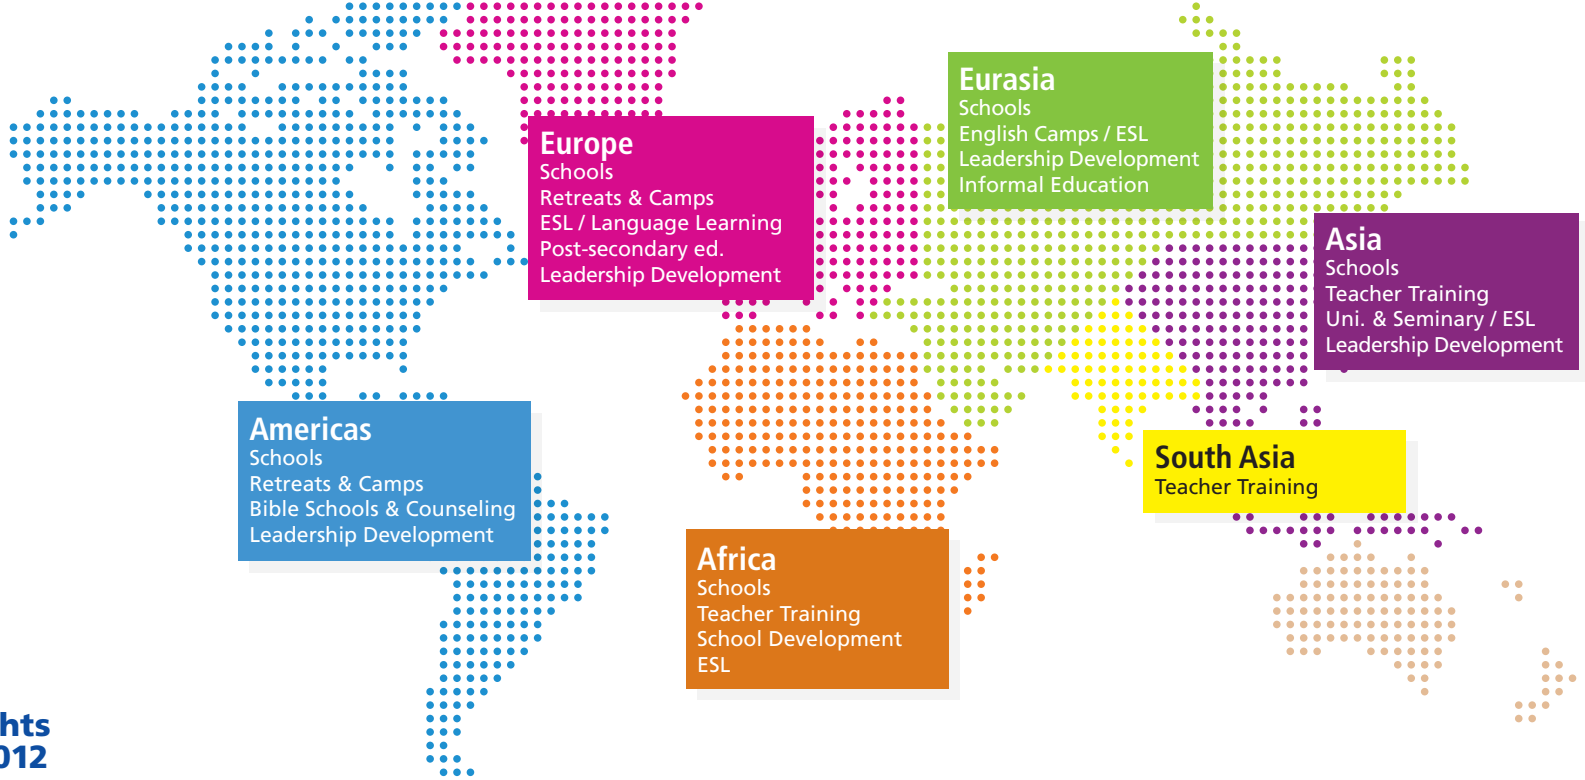 Eurasia
Schools
English Camps / ESL
Leadership Development
Informal Education
Europe
Schools
Retreats & Camps
ESL / Language Learning
Post-secondary ed.
Leadership Development
Asia
Schools
Teacher Training
Uni. & Seminary / ESL
Leadership Development
Americas
Schools
Retreats & Camps
Bible Schools & Counseling
Leadership Development
South Asia
Teacher Training
Africa
Schools
Teacher Training
School Development
ESL
hts
012